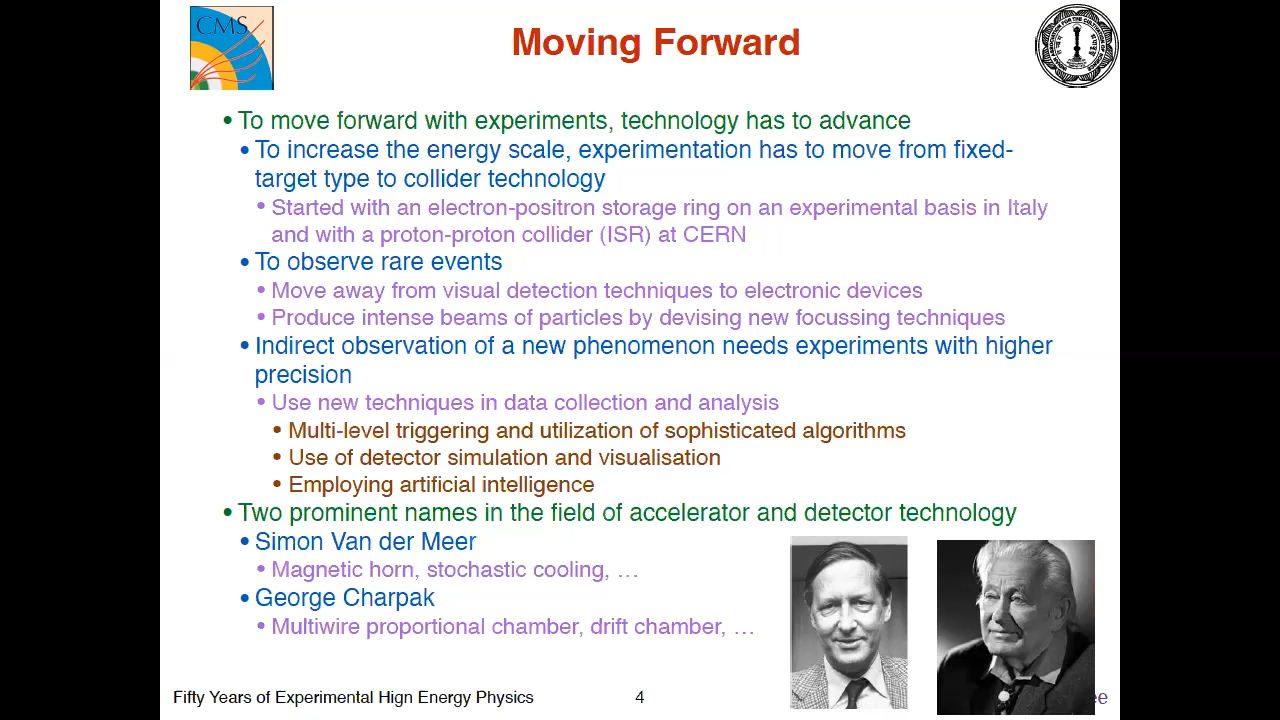 CMS
Moving Forward
• To move forward with experiments, technology has to advance
• To increase the energy scale, experimentation has to move from fixed-
target type to collider technology
• Started with an electron-positron storage ring on an experimental basis in Italy
and with a proton-proton collider (ISR) at CERN
• To observe rare events
• Move away from visual detection techniques to electronic devices
• Produce intense beams of particles by devising new focussing techniques
• Indirect observation of a new phenomenon needs experiments with higher
precision
• Use new techniques in data collection and analysis
• Multi-level triggering and utilization of sophisticated algorithms
• Use of detector simulation and visualisation
• Employing artificial intelligence
• Two prominent names in the field of accelerator and detector technology
• Simon Van der Meer
• Magnetic horn, stochastic cooling, …
• George Charpak
• Multiwire proportional chamber, drift chamber, …
Fifty Years of Experimental Hign Energy Physics 4